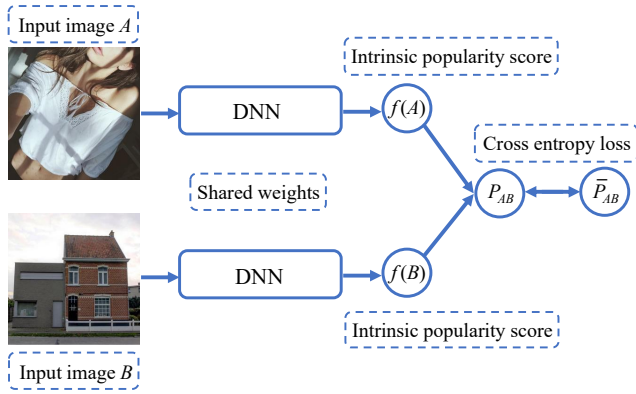 Input image A
Intrinsic popularity score
DNN
f(A)
Cross entropy loss
Shared weights
P_AB
P̅_AB
DNN
f(B)
Intrinsic popularity score
Input image B